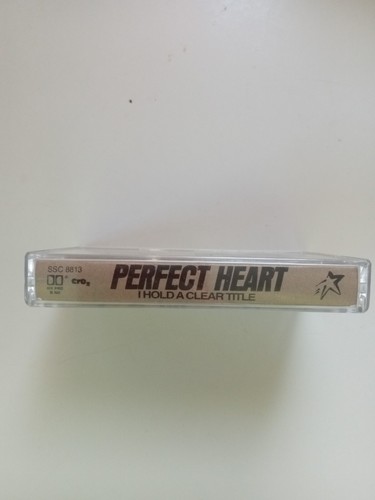 SSC 8813
PERFECT HEART
I HOLD A CLEAR TITLE